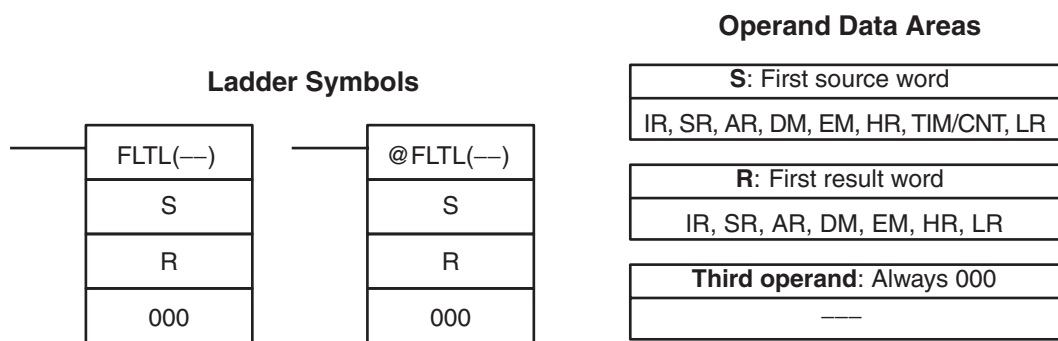 Ladder Symbols
FLTL(––)
S
R
000
@FLTL(––)
S
R
000
Operand Data Areas
S: First source word
IR, SR, AR, DM, EM, HR, TIM/CNT, LR
R: First result word
IR, SR, AR, DM, EM, HR, LR
Third operand: Always 000
–––